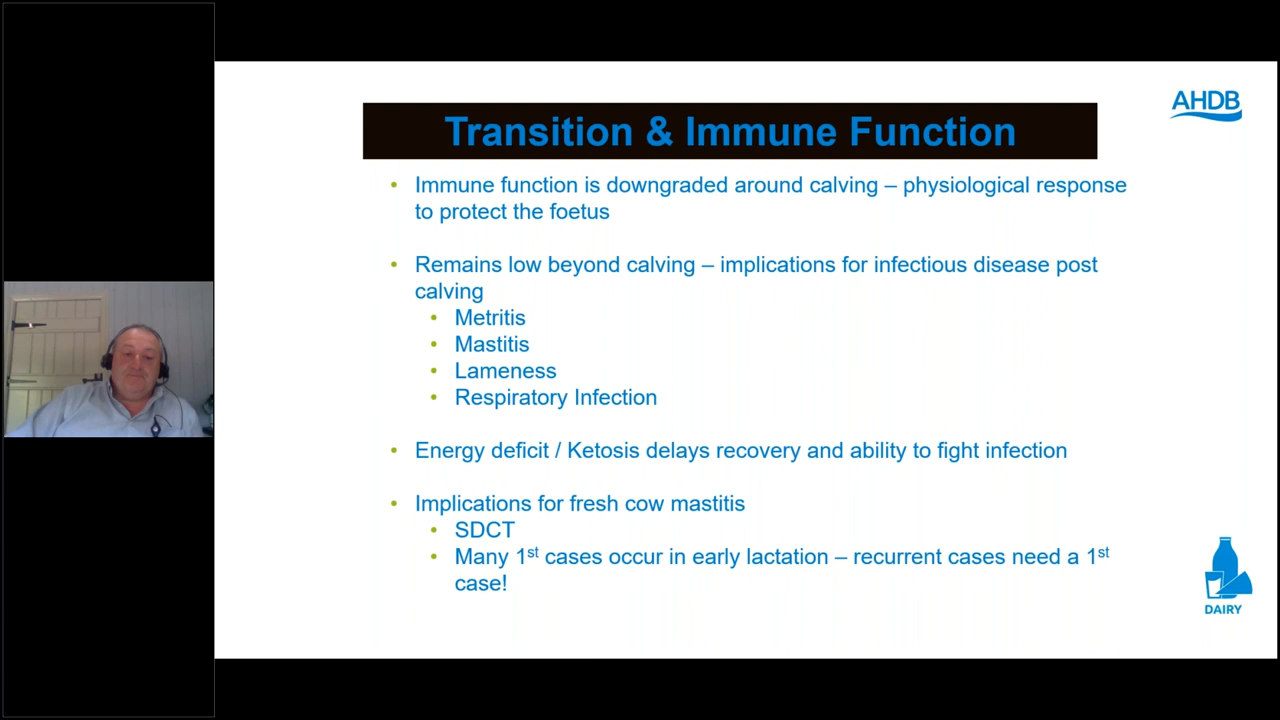 AHDB
Transition & Immune Function
• Immune function is downgraded around calving – physiological response
to protect the foetus
• Remains low beyond calving – implications for infectious disease post
calving
• Metritis
• Mastitis
• Lameness
• Respiratory Infection
• Energy deficit / Ketosis delays recovery and ability to fight infection
• Implications for fresh cow mastitis
• SDCT
• Many 1st cases occur in early lactation – recurrent cases need a 1st
case!
DAIRY